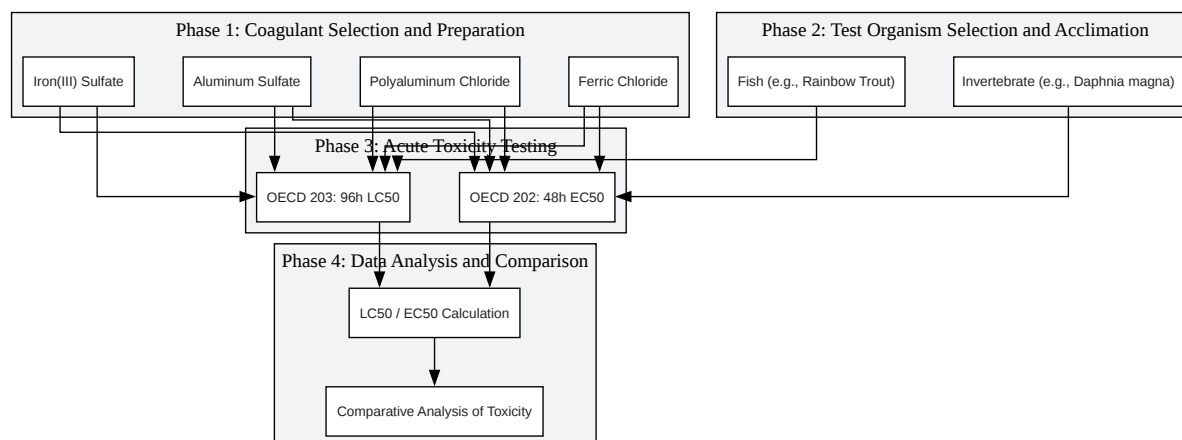 Phase 1: Coagulant Selection and Preparation
Iron(III) Sulfate
Aluminum Sulfate
Polyaluminum Chloride
Ferric Chloride
Phase 2: Test Organism Selection and Acclimation
Fish (e.g., Rainbow Trout)
Invertebrate (e.g., Daphnia magna)
Phase 3: Acute Toxicity Testing
OECD 203: 96h LC50
OECD 202: 48h EC50
Phase 4: Data Analysis and Comparison
LC50 / EC50 Calculation
Comparative Analysis of Toxicity